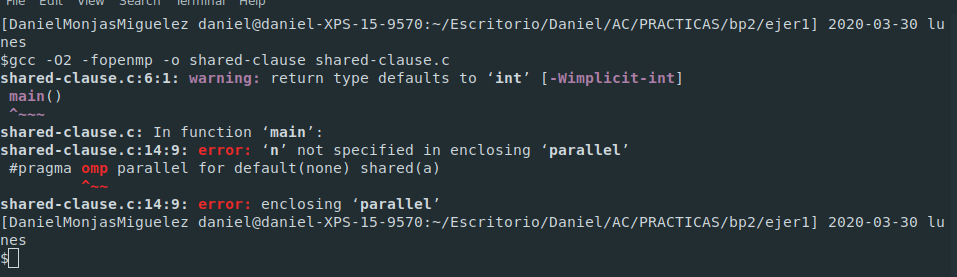 File Edit View Search Terminal Help
[DanielMonjasMiguelez daniel@daniel-XPS-15-9570:~/Escritorio/Daniel/AC/PRACTICAS/bp2/ejer1] 2020-03-30 lu
nes
$gcc -O2 -fopenmp -o shared-clause shared-clause.c
shared-clause.c:6:1: warning: return type defaults to ‘int’ [-Wimplicit-int]
main()
^~~~
shared-clause.c: In function ‘main’:
shared-clause.c:14:9: error: ‘n’ not specified in enclosing ‘parallel’
#pragma omp parallel for default(none) shared(a)
^~~
shared-clause.c:14:9: error: enclosing ‘parallel’
[DanielMonjasMiguelez daniel@daniel-XPS-15-9570:~/Escritorio/Daniel/AC/PRACTICAS/bp2/ejer1] 2020-03-30 lu
nes
$